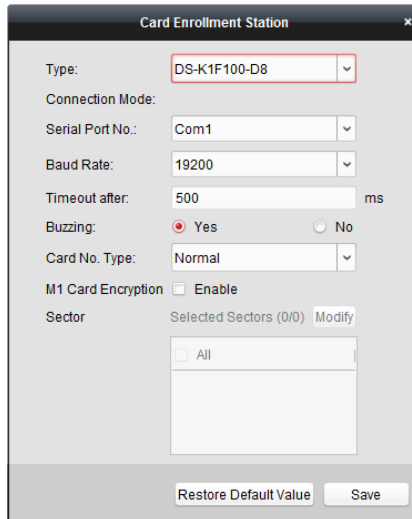 Card Enrollment Station ×
Type: DS-K1F100-D8
Connection Mode:
Serial Port No.: Com1
Baud Rate: 19200
Timeout after: 500 ms
Buzzing: Yes No
Card No. Type: Normal
M1 Card Encryption Enable
Sector Selected Sectors (0/0) Modify
All
Restore Default Value Save